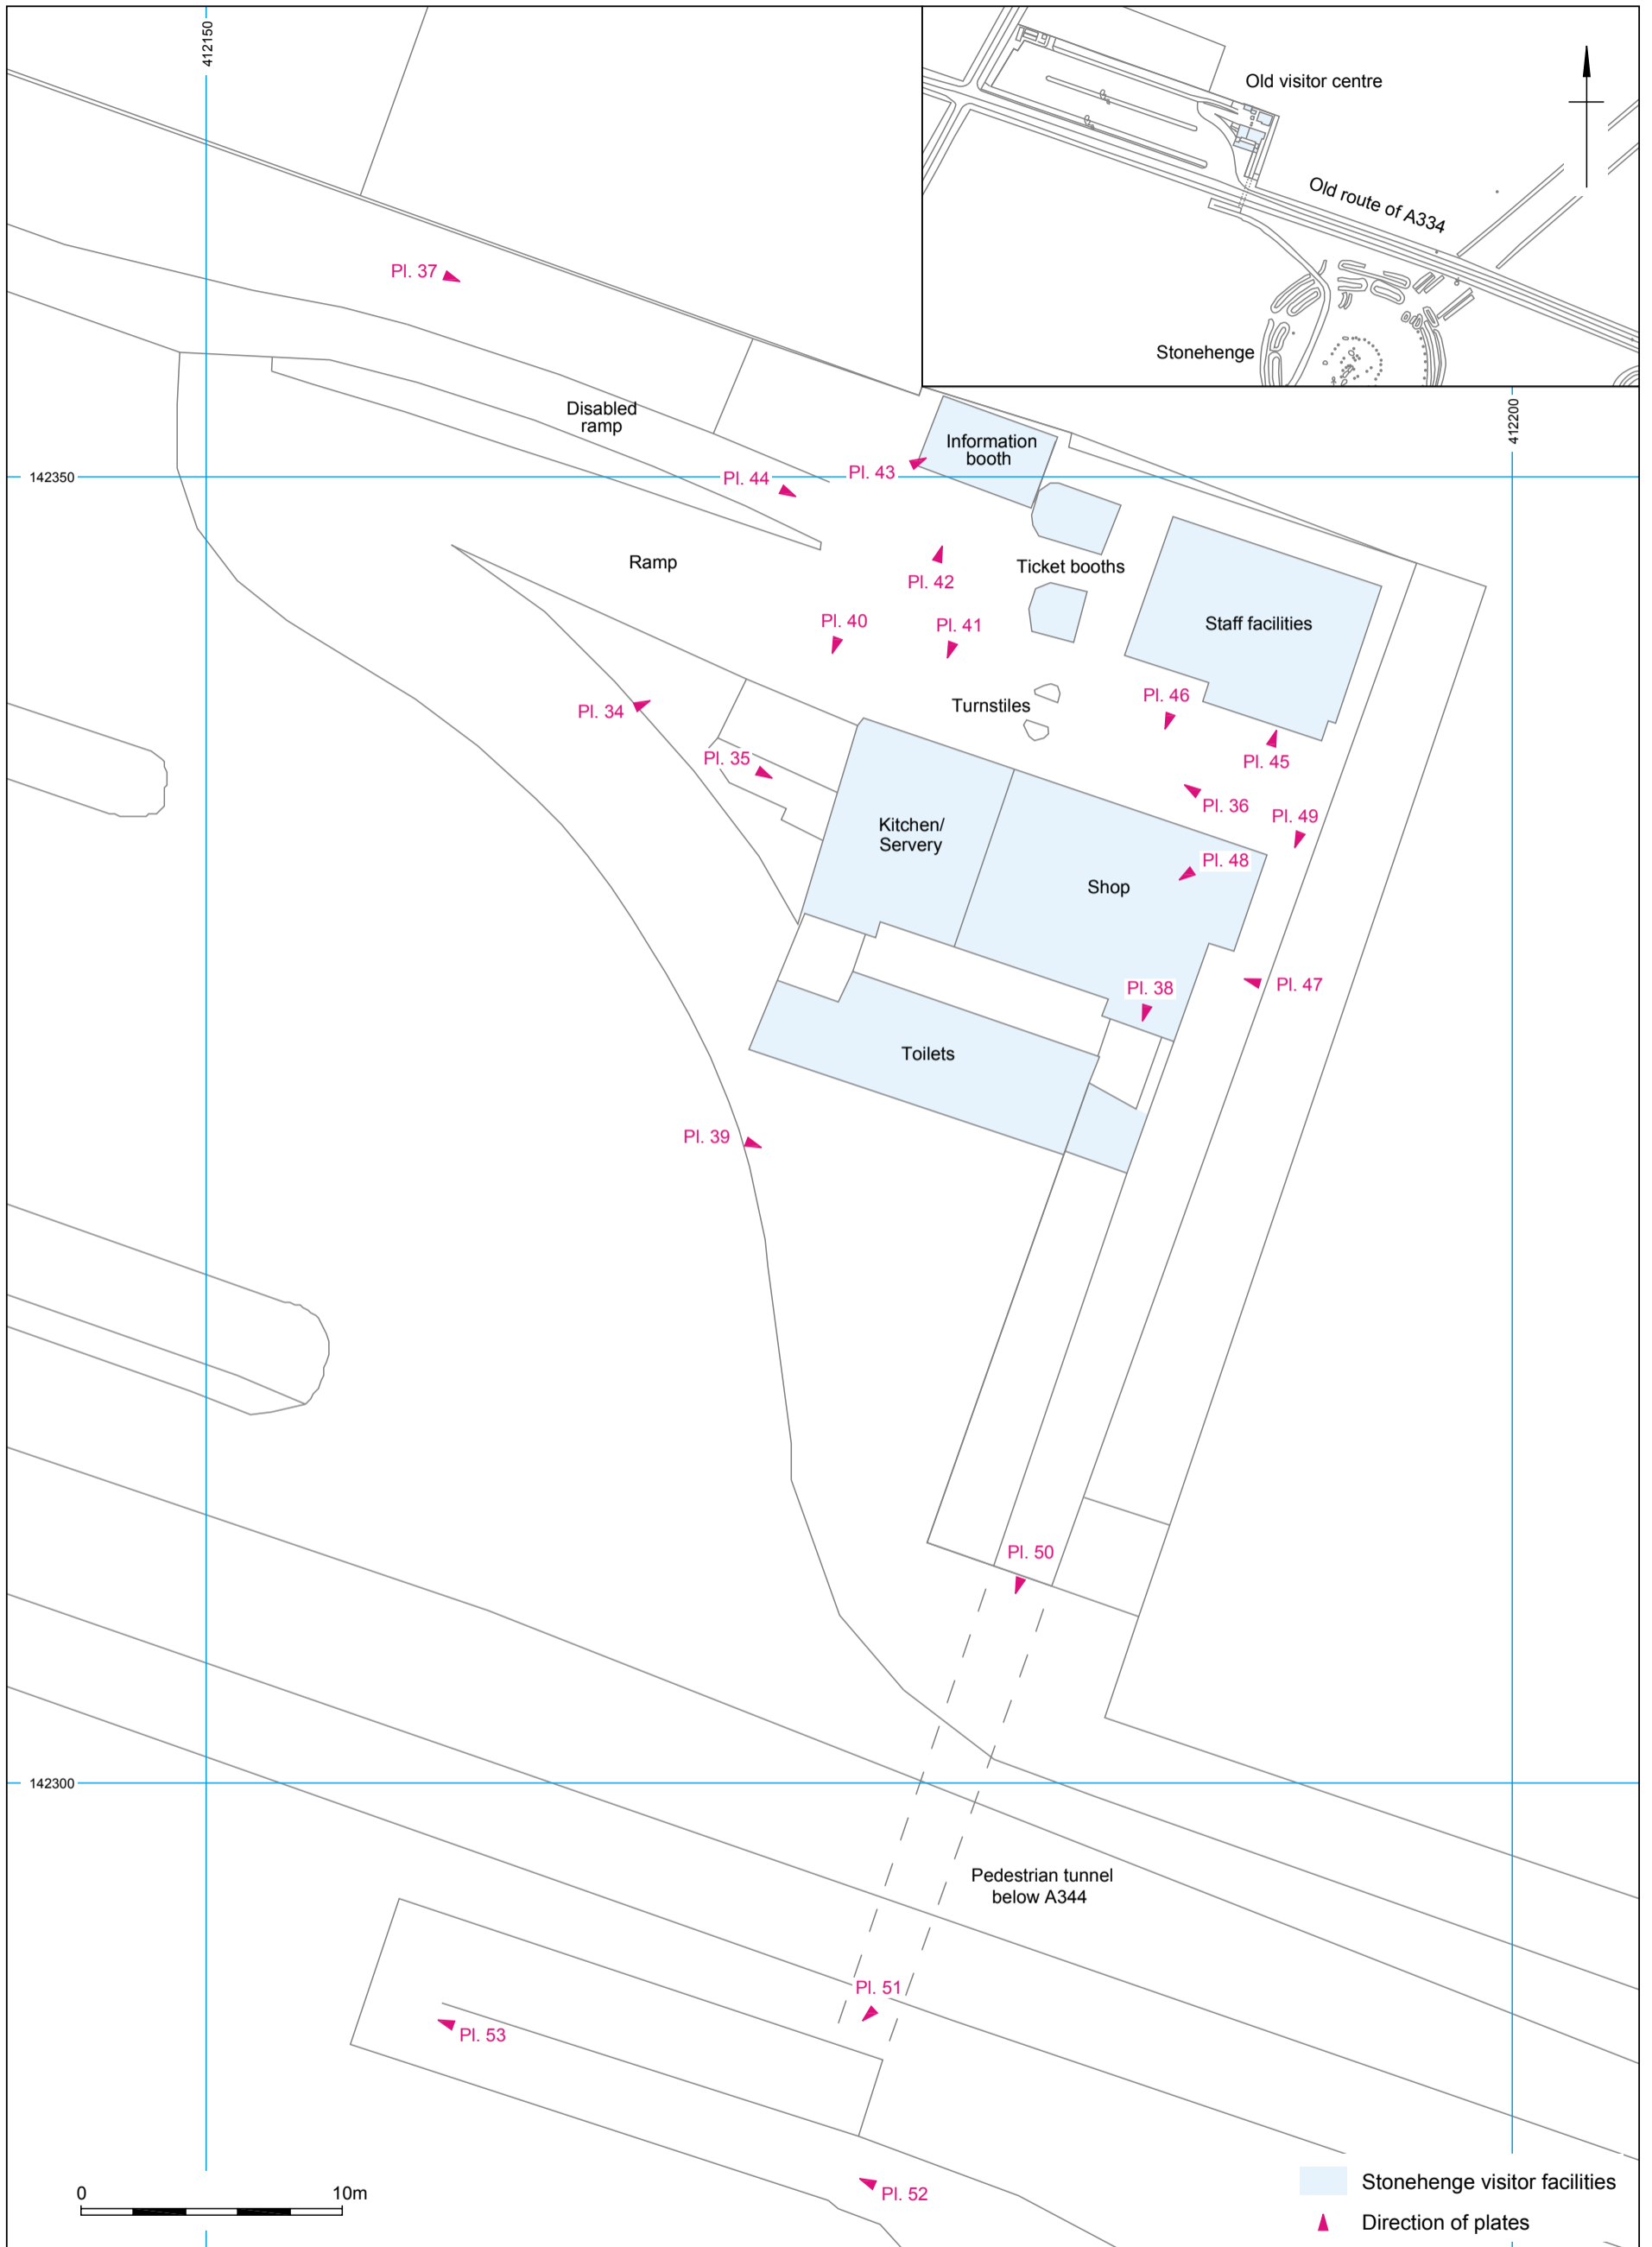 412150
Old visitor centre
Old route of A334
Stonehenge
Pl. 37
412200
Disabled
ramp
Information
booth
142350
Pl. 44
Pl. 43
Ramp
Pl. 42
Ticket booths
Pl. 40
Pl. 41
Staff facilities
Pl. 34
Turnstiles
Pl. 46
Pl. 35
Pl. 45
Pl. 36
Pl. 49
Kitchen/
Servery
Pl. 48
Shop
Pl. 38
Pl. 47
Toilets
Pl. 39
Pl. 50
142300
Pedestrian tunnel
below A344
Pl. 51
Pl. 53
Pl. 52
0 10m
Stonehenge visitor facilities
Direction of plates